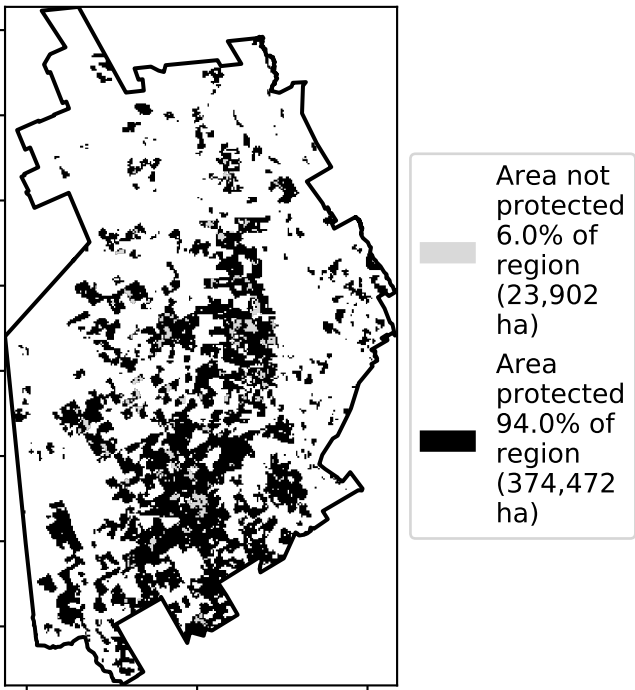 Area not
protected
6.0% of
region
(23,902
ha)
Area
protected
94.0% of
region
(374,472
ha)